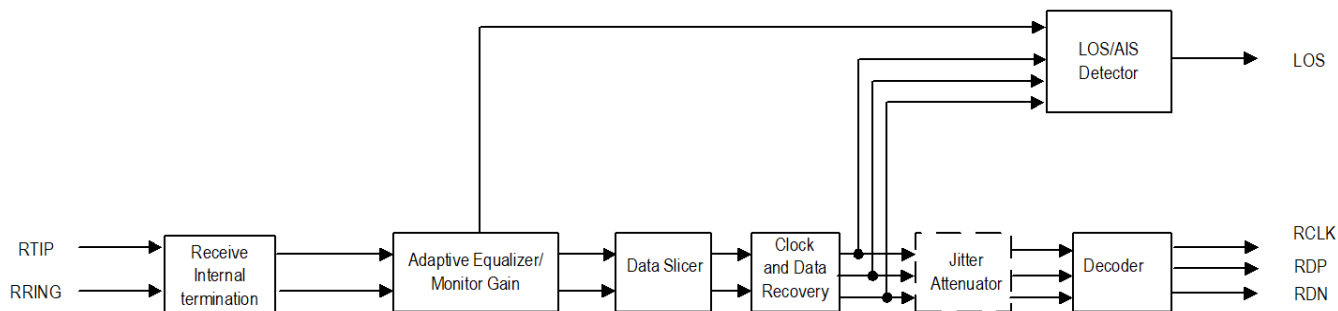 LOS/AIS
Detector
LOS
RTIP
RRING
Receive
Internal
termination
Adaptive Equalizer/
Monitor Gain
Data Slicer
Clock
and Data
Recovery
Jitter
Attenuator
Decoder
RCLK
RDP
RDN